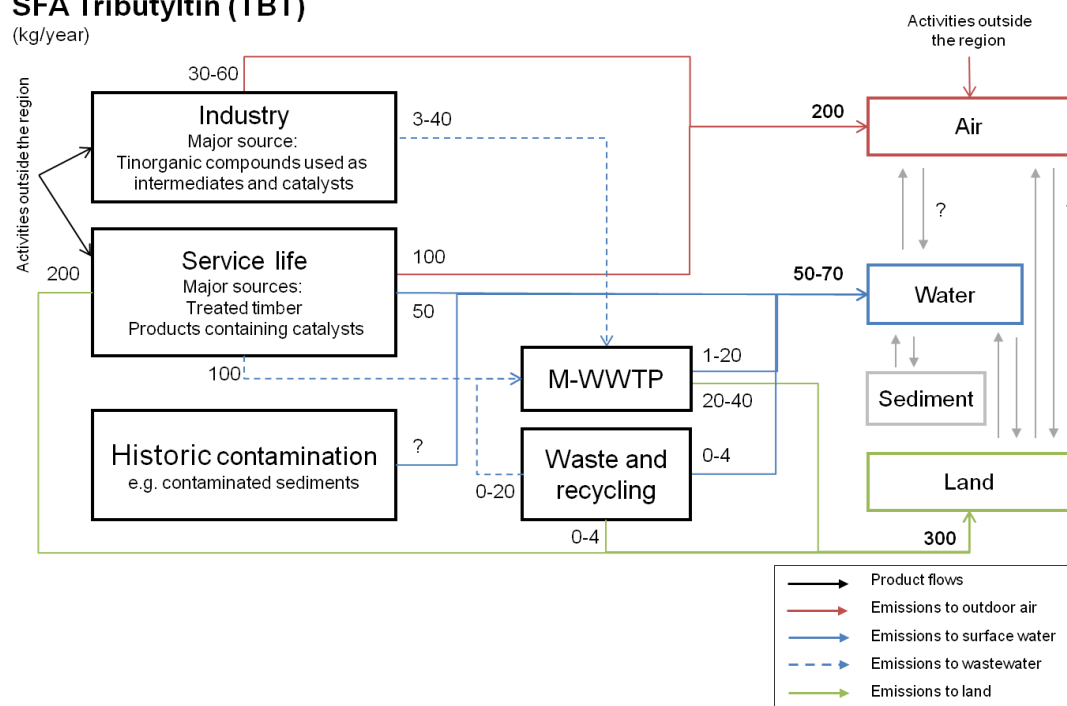 SFA Tributyltin (TBT)
(kg/year)
Activities outside
the region
Activities outside the region
30-60
Industry
Major source:
Tinorganic compounds used as
intermediates and catalysts
3-40
200
Air
?
200
Service life
Major sources:
Treated timber
Products containing catalysts
100
50
50-70
Water
100
M-WWTP
1-20
20-40
Sediment
Historic contamination
e.g. contaminated sediments
?
Waste and
recycling
0-4
0-20
Land
0-4
300
Product flows
Emissions to outdoor air
Emissions to surface water
Emissions to wastewater
Emissions to land